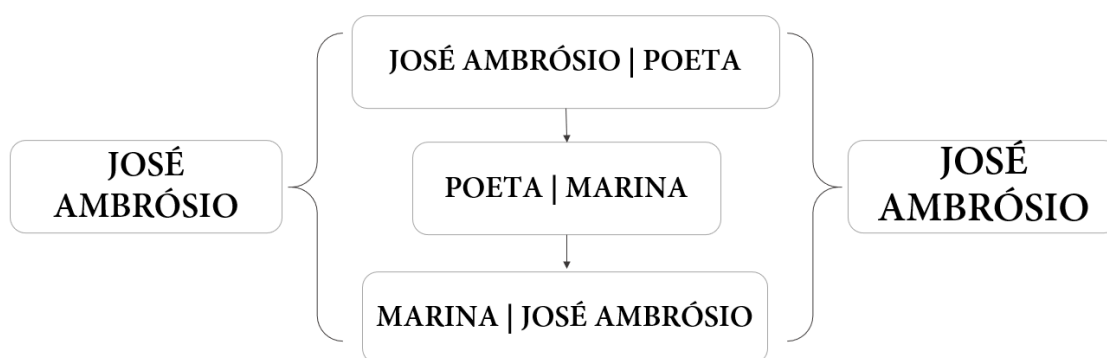 JOSÉ AMBRÓSIO | POETA
JOSÉ
AMBRÓSIO
POETA | MARINA
JOSÉ
AMBRÓSIO
MARINA | JOSÉ AMBRÓSIO